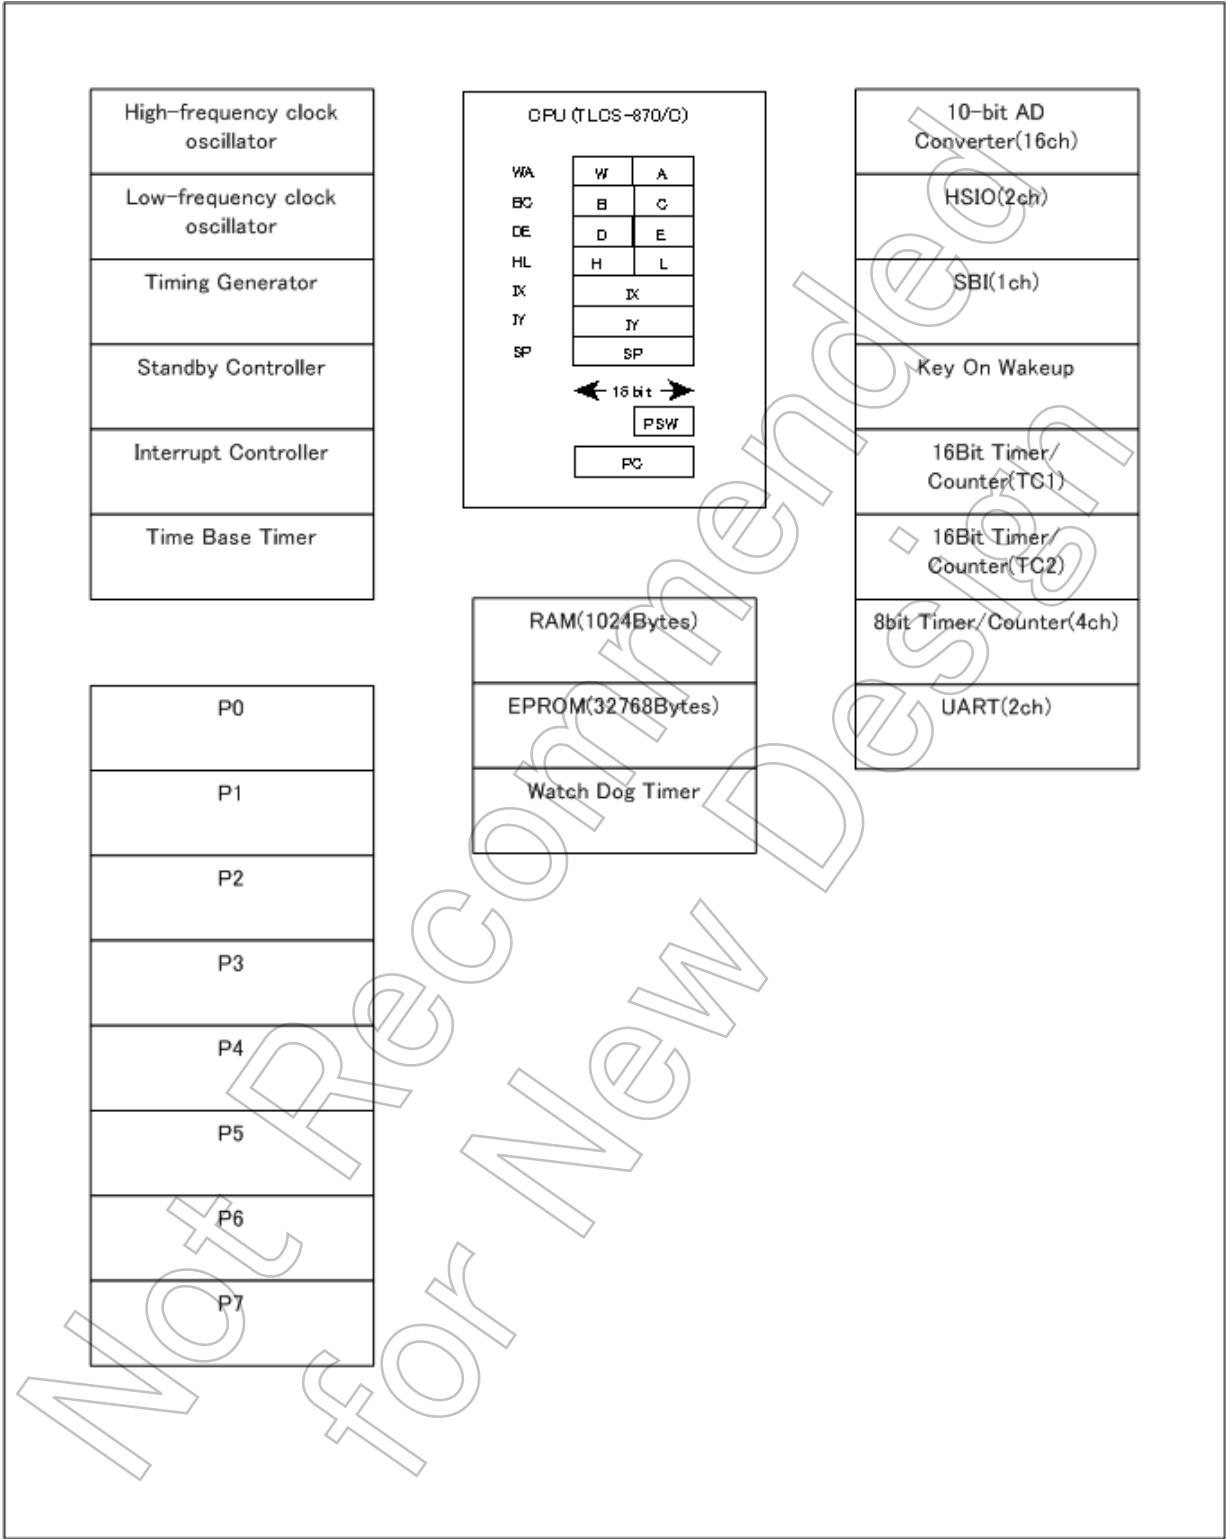 High-frequency clock
oscillator
Low-frequency clock
oscillator
Timing Generator
Standby Controller
Interrupt Controller
Time Base Timer
P0
P1
P2
P3
P4
P5
P6
P7
CPU (TLCS-870/C)
WA W A
BC B C
DE D E
HL H L
IX IX
IY IY
SP SP
16 bit
PSW
PC
RAM(1024Bytes)
EPROM(32768Bytes)
Watch Dog Timer
10-bit AD
Converter(16ch)
HSIO(2ch)
SBI(1ch)
Key On Wakeup
16Bit Timer/
Counter(TC1)
16Bit Timer/
Counter(TC2)
8bit Timer/Counter(4ch)
UART(2ch)
Not Recommended
for New Design